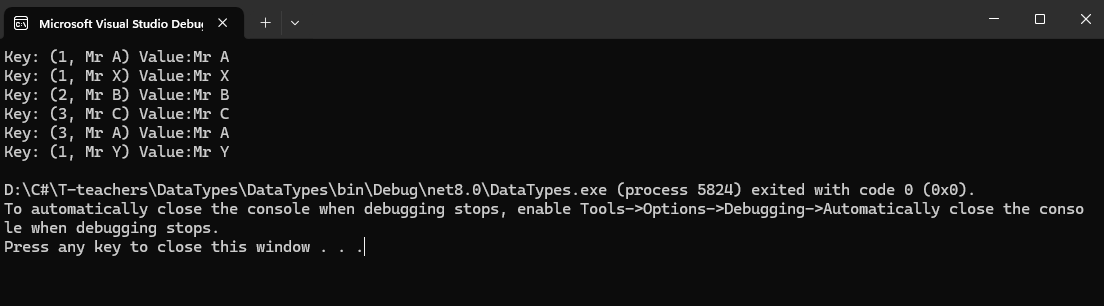 Microsoft Visual Studio Debug
Key: (1, Mr A) Value:Mr A
Key: (1, Mr X) Value:Mr X
Key: (2, Mr B) Value:Mr B
Key: (3, Mr C) Value:Mr C
Key: (3, Mr A) Value:Mr A
Key: (1, Mr Y) Value:Mr Y
D:\C#\T-teachers\DataTypes\DataTypes\bin\Debug\net8.0\DataTypes.exe (process 5824) exited with code 0 (0x0).
To automatically close the console when debugging stops, enable Tools->Options->Debugging->Automatically close the conso
le when debugging stops.
Press any key to close this window . . .